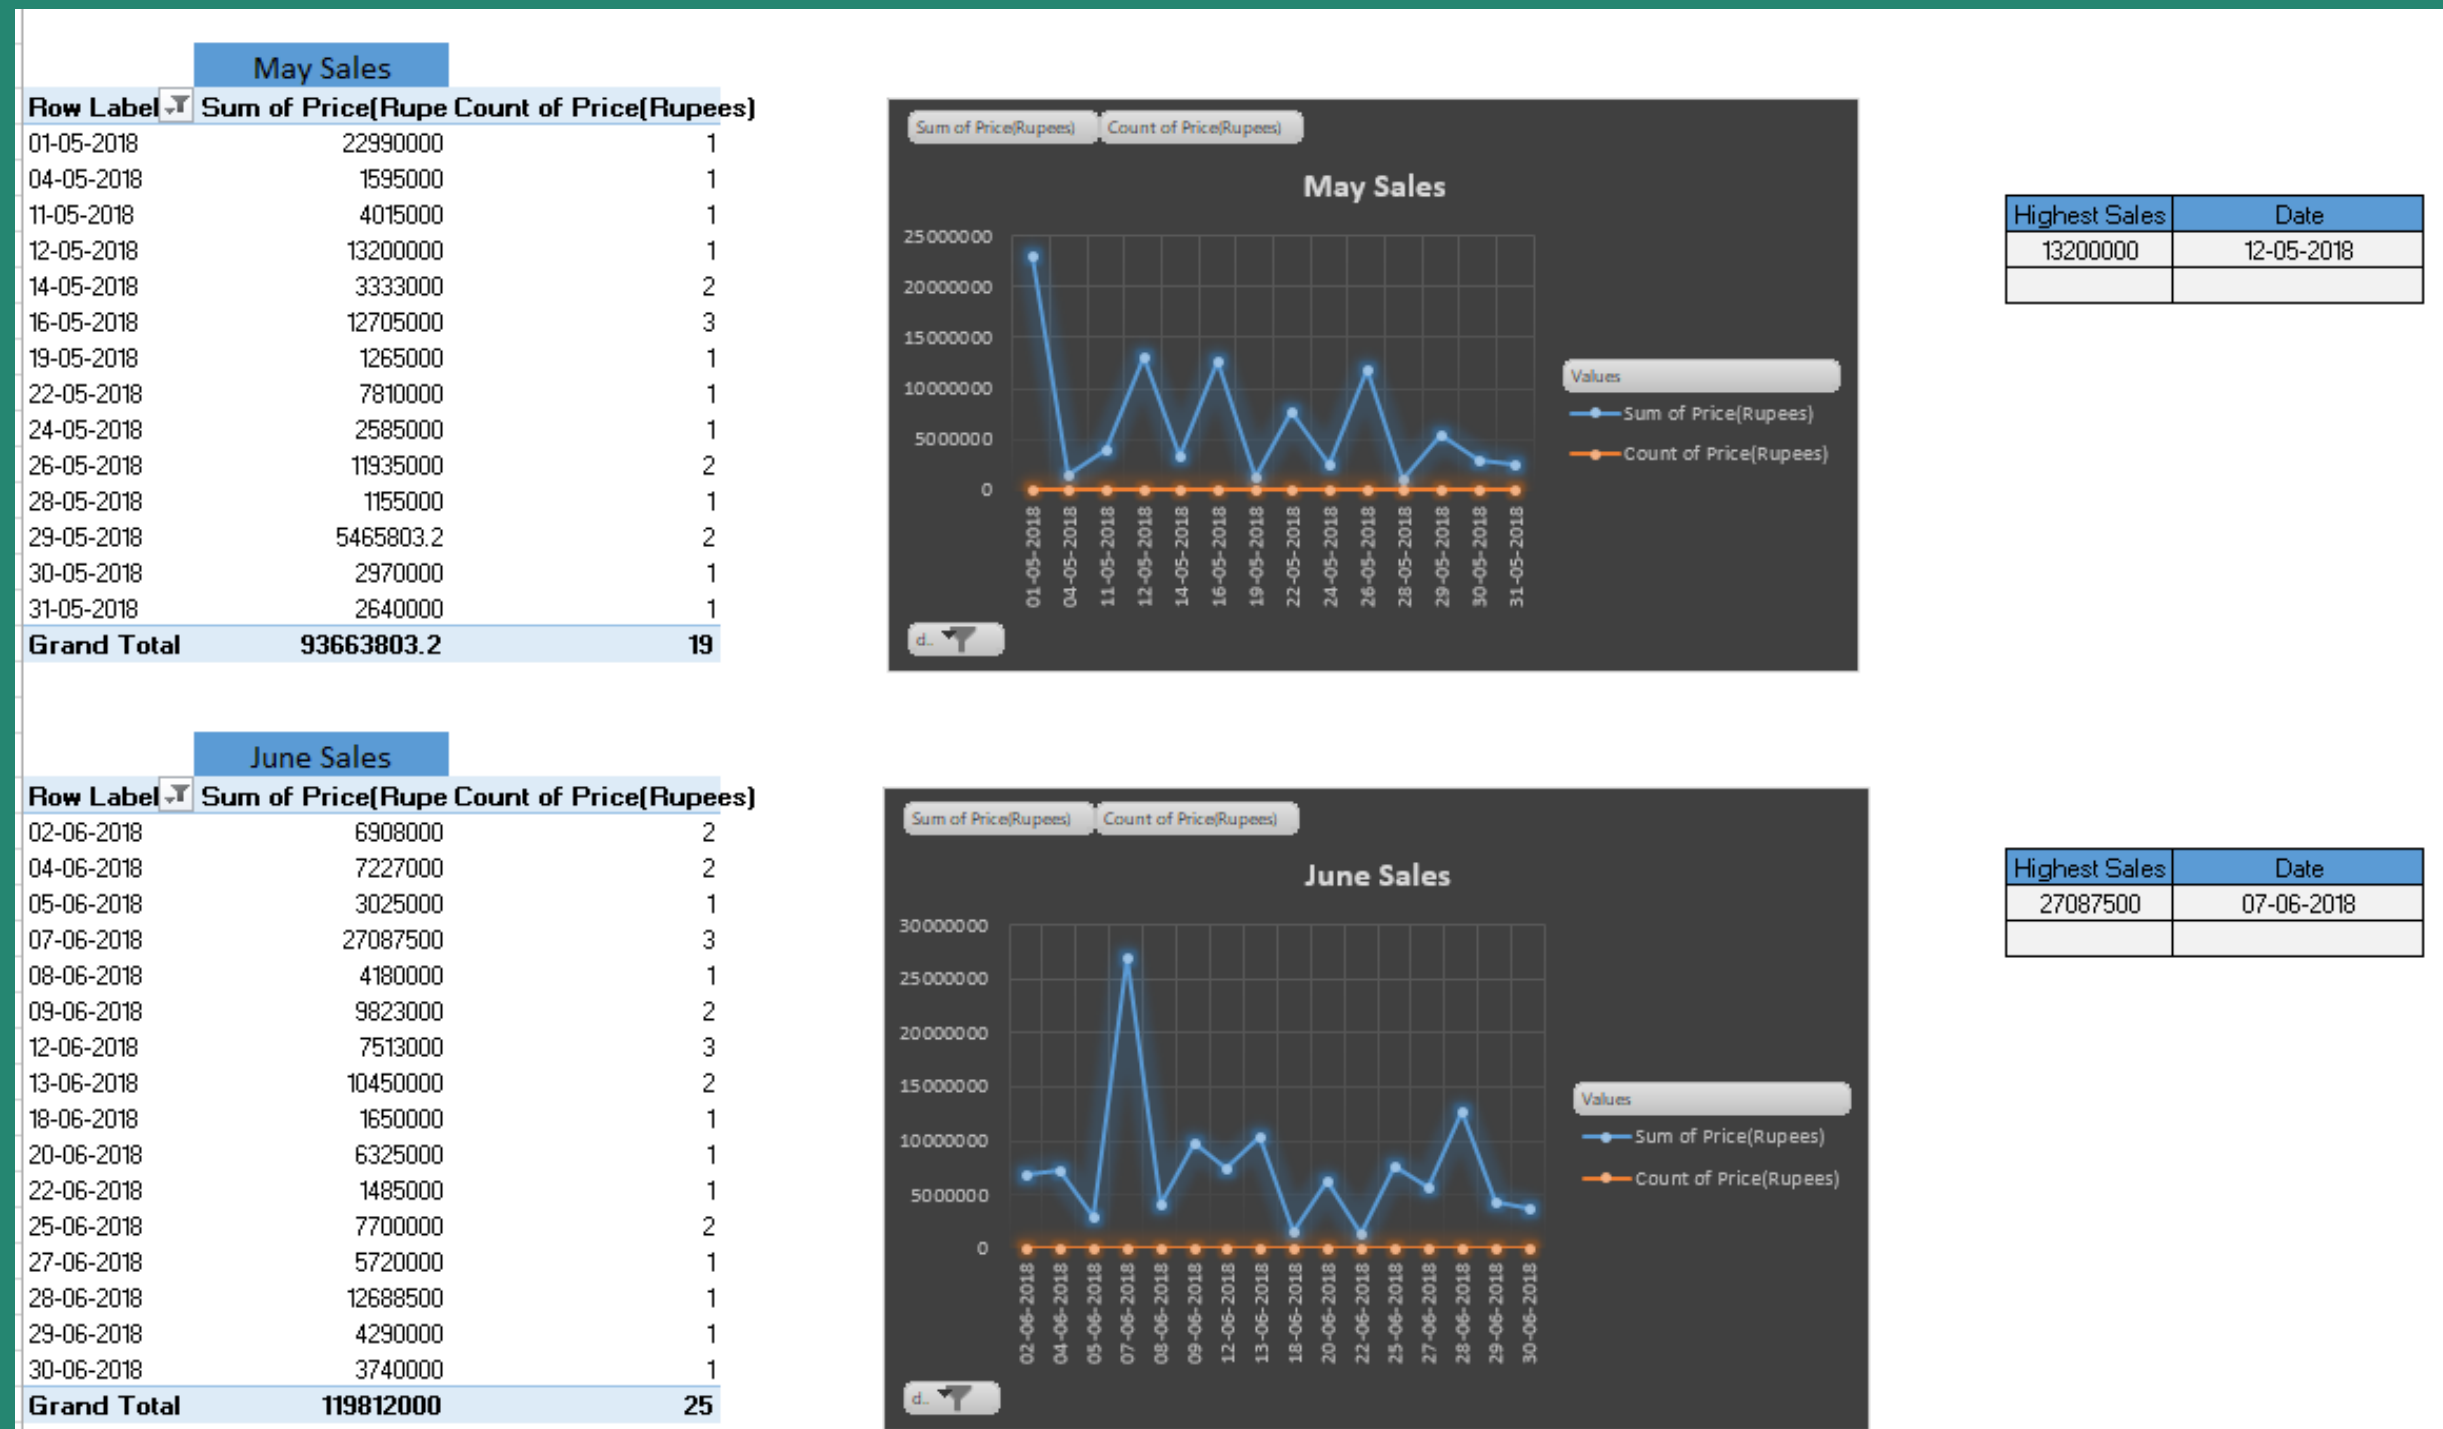 May Sales
Row Label Sum of Price(Rupe Count of Price(Rupees)
01-05-2018 22990000 1
04-05-2018 1595000 1
11-05-2018 4015000 1
12-05-2018 13200000 1
14-05-2018 3333000 2
16-05-2018 12705000 3
19-05-2018 1265000 1
22-05-2018 7810000 1
24-05-2018 2585000 1
26-05-2018 11935000 2
28-05-2018 1155000 1
29-05-2018 5465803.2 2
30-05-2018 2970000 1
31-05-2018 2640000 1
Grand Total 93663803.2 19
Sum of Price(Rupees) Count of Price(Rupees)
May Sales
25000000
20000000
15000000
10000000
5000000
0
01-05-2018
04-05-2018
11-05-2018
12-05-2018
14-05-2018
16-05-2018
19-05-2018
22-05-2018
24-05-2018
26-05-2018
28-05-2018
29-05-2018
30-05-2018
31-05-2018
Values
Sum of Price(Rupees)
Count of Price(Rupees)
d..
Highest Sales Date
13200000 12-05-2018
June Sales
Row Label Sum of Price(Rupe Count of Price(Rupees)
02-06-2018 6908000 2
04-06-2018 7227000 2
05-06-2018 3025000 1
07-06-2018 27087500 3
08-06-2018 4180000 1
09-06-2018 9823000 2
12-06-2018 7513000 3
13-06-2018 10450000 2
18-06-2018 1650000 1
20-06-2018 6325000 1
22-06-2018 1485000 1
25-06-2018 7700000 2
27-06-2018 5720000 1
28-06-2018 12688500 1
29-06-2018 4290000 1
30-06-2018 3740000 1
Grand Total 119812000 25
Sum of Price(Rupees) Count of Price(Rupees)
June Sales
30000000
25000000
20000000
15000000
10000000
5000000
0
02-06-2018
04-06-2018
05-06-2018
07-06-2018
08-06-2018
09-06-2018
12-06-2018
13-06-2018
18-06-2018
20-06-2018
22-06-2018
25-06-2018
27-06-2018
28-06-2018
29-06-2018
30-06-2018
Values
Sum of Price(Rupees)
Count of Price(Rupees)
d..
Highest Sales Date
27087500 07-06-2018